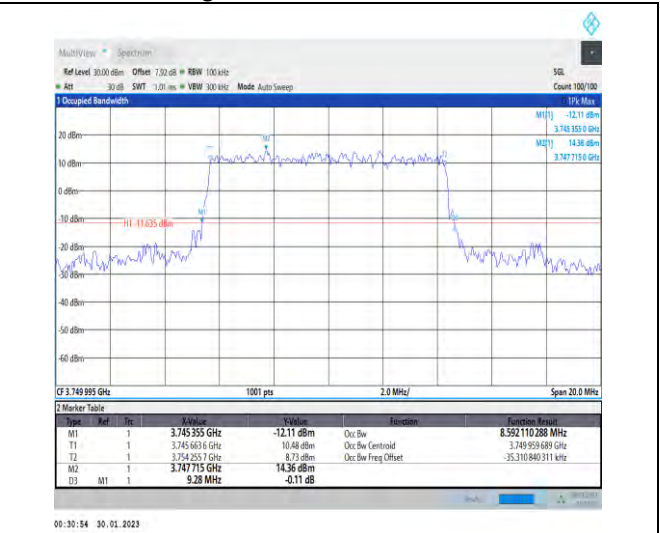 MultiView Spectrum
Ref Level 30.00 dBm Offset 7.92 dB RBW 100 kHz SGL
Att 30 dB SWT 1.01 ms VBW 300 kHz Mode Auto Sweep Count 100/100
1 Occupied Bandwidth 1Pk Max
M1[1] -12.11 dBm
3.745 355 0 GHz
M2[1] 14.36 dBm
3.747 715 0 GHz
20 dBm
M2
10 dBm
0 dBm
M1
-10 dBm
H1 -11.635 dBm
-20 dBm
-40 dBm
-50 dBm
-60 dBm
CF 3.749 995 GHz 1001 pts 2.0 MHz/ Span 20.0 MHz
2 Marker Table
Type Ref Trc X-Value Y-Value Function Function Result
M1 1 3.745 355 GHz -12.11 dBm Occ Bw 8.592 110 288 MHz
T1 1 3.745 663 6 GHz 10.48 dBm Occ Bw Centroid 3.749 959 689 GHz
T2 1 3.754 255 7 GHz 8.73 dBm Occ Bw Freq Offset -35.310 840 311 kHz
M2 1 3.747 715 GHz 14.36 dBm
D3 M1 1 9.28 MHz -0.11 dB
00:30:54 30.01.2023